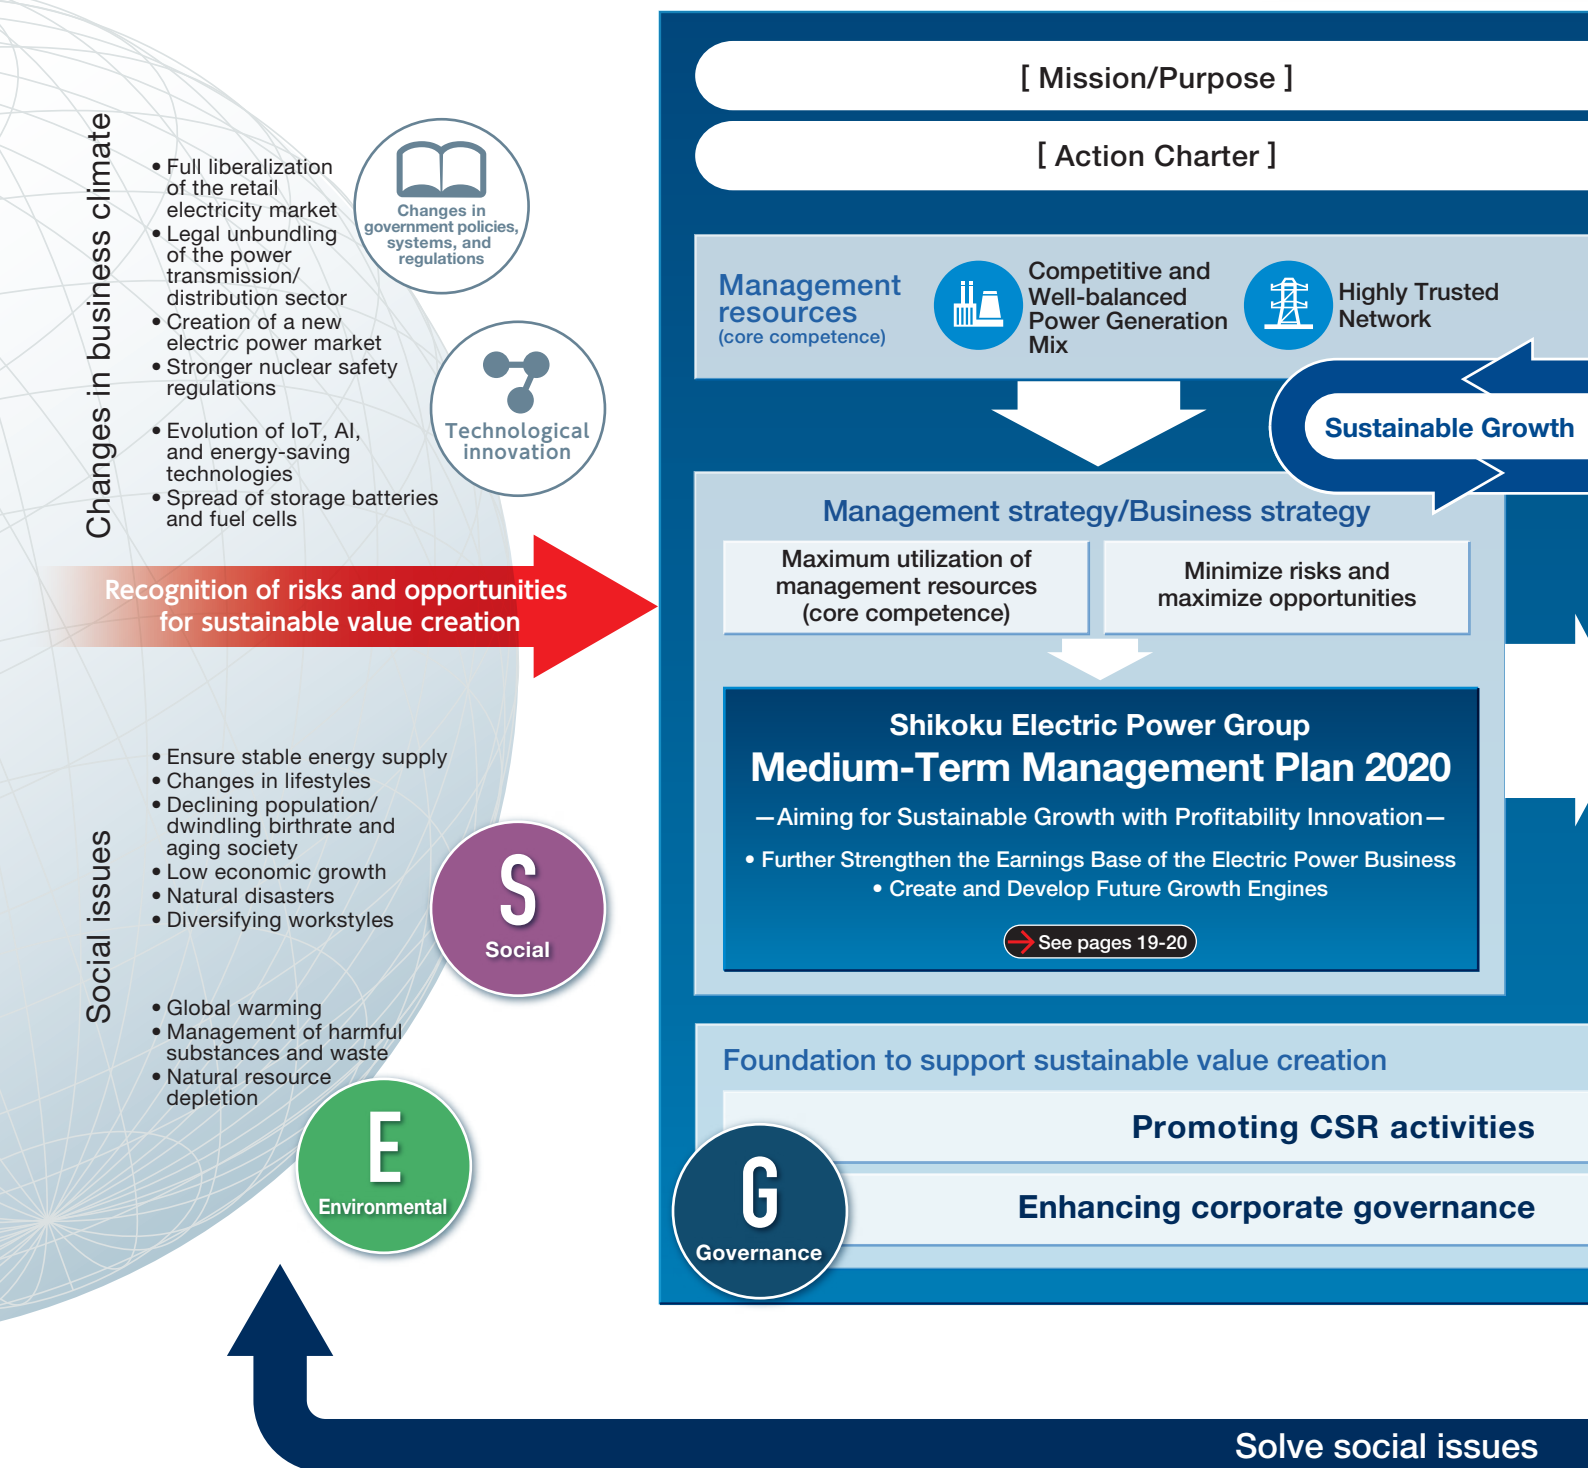 Changes in business climate
• Full liberalization
of the retail
electricity market
• Legal unbundling
of the power
transmission/
distribution sector
• Creation of a new
electric power market
• Stronger nuclear safety
regulations
Changes in
government policies,
systems, and
regulations
• Evolution of IoT, AI,
and energy-saving
technologies
• Spread of storage batteries
and fuel cells
Technological
innovation
Recognition of risks and opportunities
for sustainable value creation
Social issues
• Ensure stable energy supply
• Changes in lifestyles
• Declining population/
dwindling birthrate and
aging society
• Low economic growth
• Natural disasters
• Diversifying workstyles
S
Social
• Global warming
• Management of harmful
substances and waste
• Natural resource
depletion
E
Environmental
[ Mission/Purpose ]
[ Action Charter ]
Management
resources
(core competence)
Competitive and
Well-balanced
Power Generation
Mix
Highly Trusted
Network
Sustainable Growth
Management strategy/Business strategy
Maximum utilization of
management resources
(core competence)
Minimize risks and
maximize opportunities
Shikoku Electric Power Group
Medium-Term Management Plan 2020
—Aiming for Sustainable Growth with Profitability Innovation—
• Further Strengthen the Earnings Base of the Electric Power Business
• Create and Develop Future Growth Engines
See pages 19-20
Foundation to support sustainable value creation
Promoting CSR activities
Enhancing corporate governance
G
Governance
Solve social issues